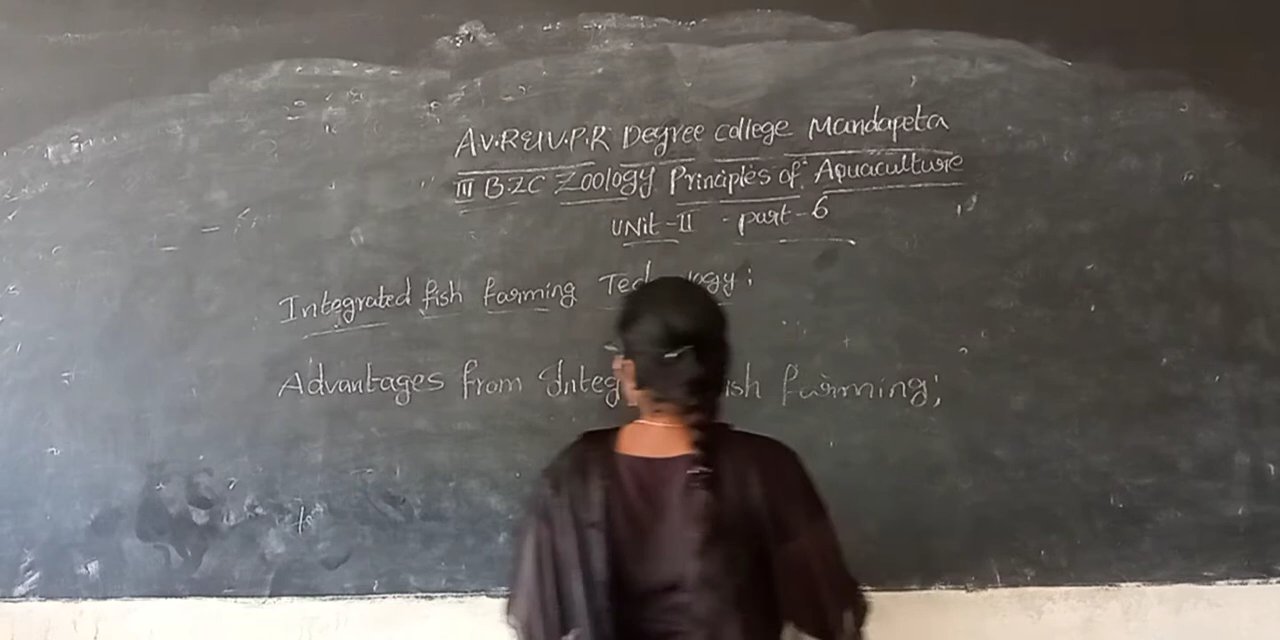 A.V.R&V.P.R Degree college Mandapeta
III B.Z.C Zoology Principles of Aquaculture
UNit-II - part-6
Integrated fish farming :
Advantages from farming;